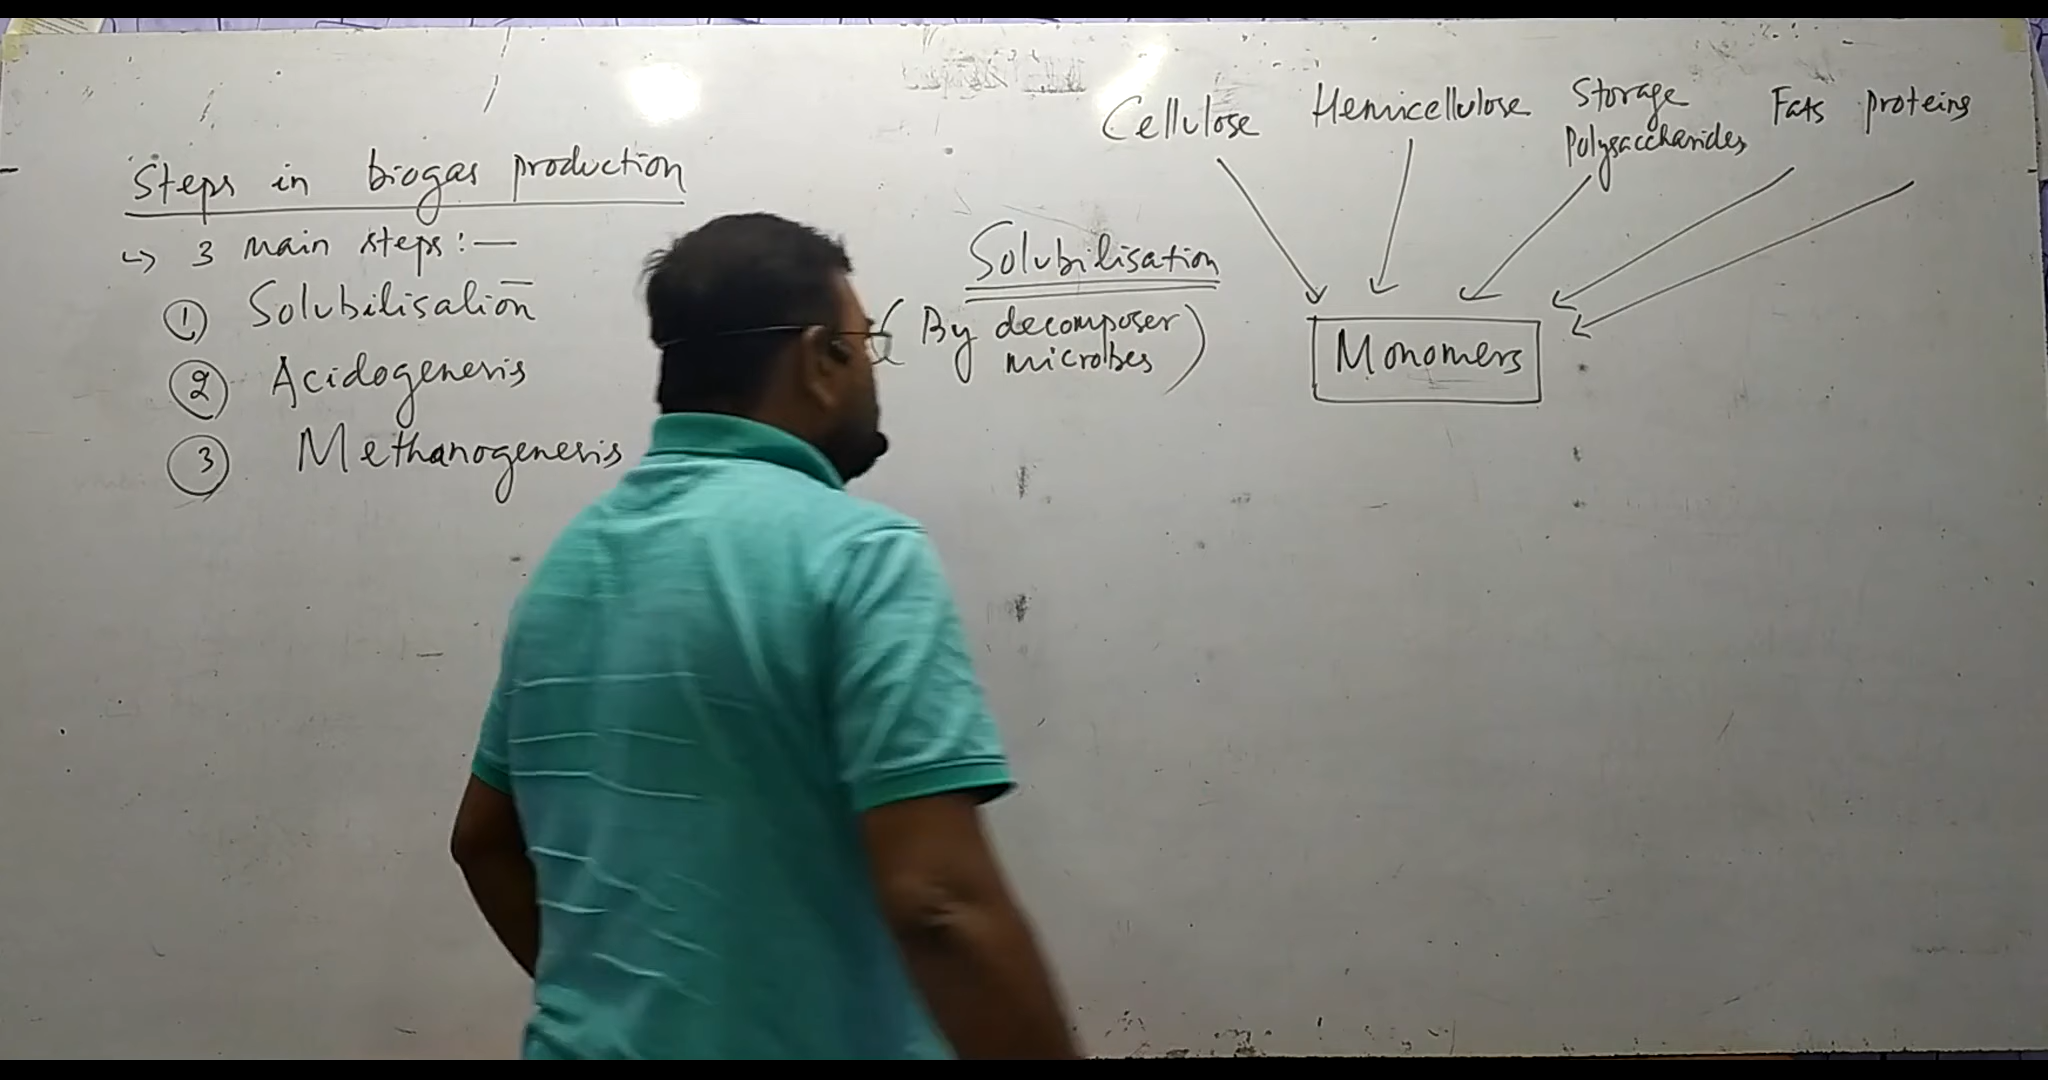 Steps in biogas production
↳ 3 main steps :—
① Solubilisation
② Acidogenesis
③ Methanogenesis
Solubilisation
( By decomposer
microbes )
Cellulose Hemicellulose Storage Polysaccharides Fats proteins
Monomers